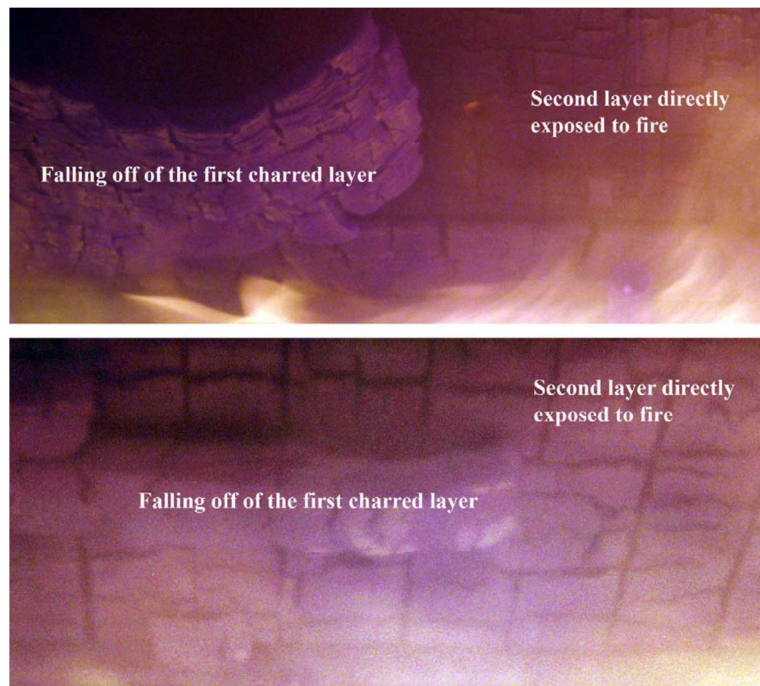 Second layer directly
exposed to fire
Falling off of the first charred layer
Second layer directly
exposed to fire
Falling off of the first charred layer